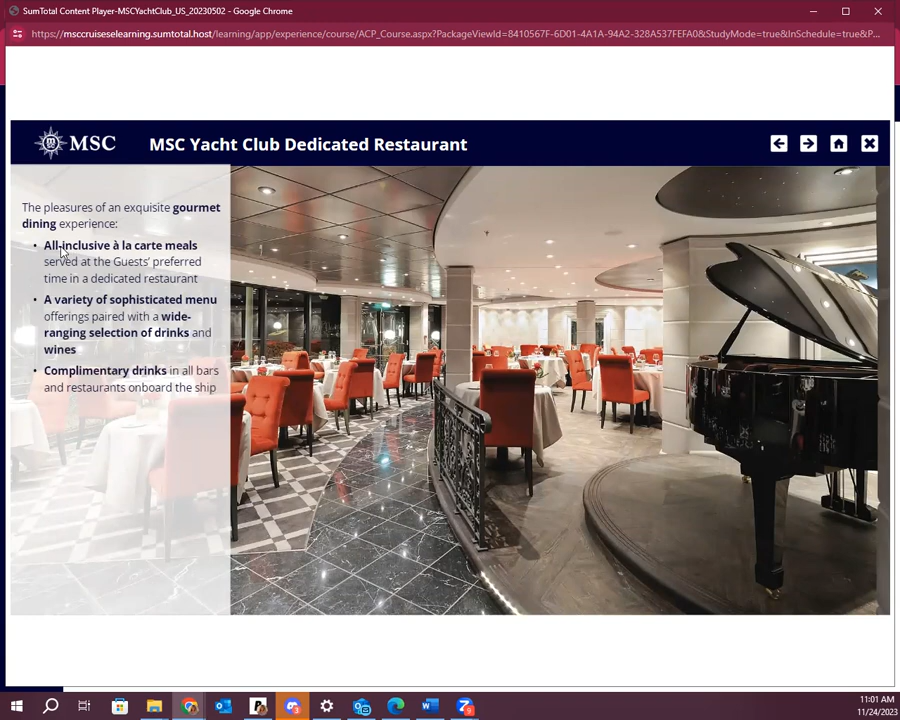 SumTotal Content Player-MSCYachtClub_US_20230502 - Google Chrome
https://msccruiseselearning.sumtotal.host/learning/app/experience/course/ACP_Course.aspx?PackageViewId=8410567F-6D01-4A1A-94A2-328A537FEFA0&StudyMode=true&InSchedule=true&P...
MSC
MSC Yacht Club Dedicated Restaurant
The pleasures of an exquisite gourmet
dining experience:
• All-inclusive à la carte meals
served at the Guests' preferred
time in a dedicated restaurant
• A variety of sophisticated menu
offerings paired with a wide-
ranging selection of drinks and
wines
• Complimentary drinks in all bars
and restaurants onboard the ship
11:01 AM
11/24/2023